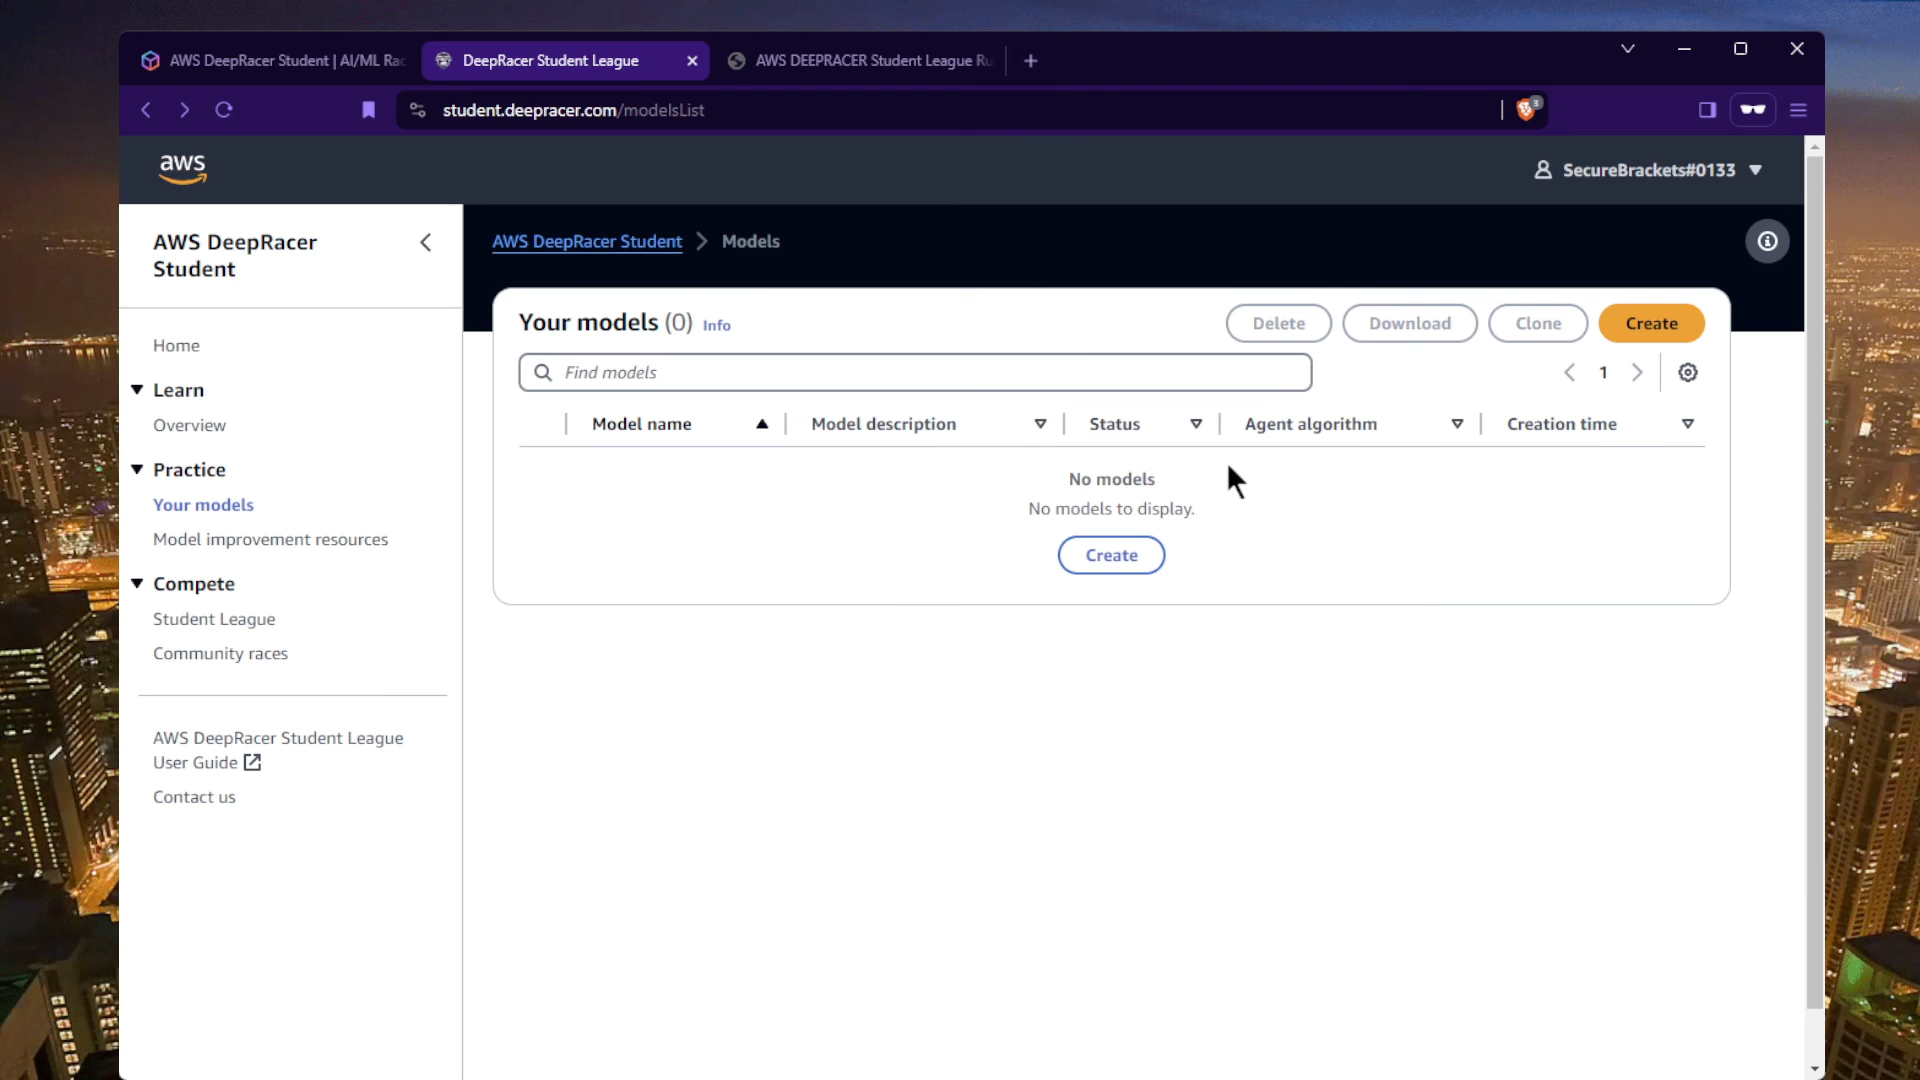 AWS DeepRacer Student | AI/ML Rac
DeepRacer Student League
AWS DEEPRACER Student League Ru
student.deepracer.com/modelsList
3
aws
SecureBrackets#0133
AWS DeepRacer
Student
Home
Learn
Overview
Practice
Your models
Model improvement resources
Compete
Student League
Community races
AWS DeepRacer Student League
User Guide
Contact us
AWS DeepRacer Student > Models
Your models (0) Info
Delete
Download
Clone
Create
Find models
1
Model name
Model description
Status
Agent algorithm
Creation time
No models
No models to display.
Create